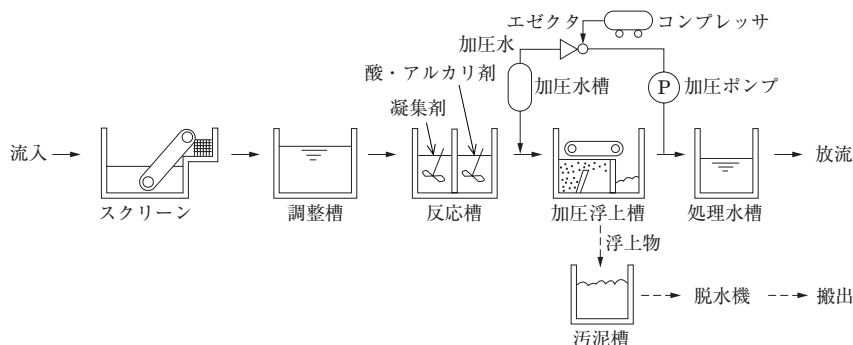 エゼクタ
コンプレッサ
加圧水
酸・アルカリ剤
加圧水槽
P
加圧ポンプ
凝集剤
流入
放流
スクリーン
調整槽
反応槽
加圧浮上槽
処理水槽
浮上物
脱水機
搬出
汚泥槽